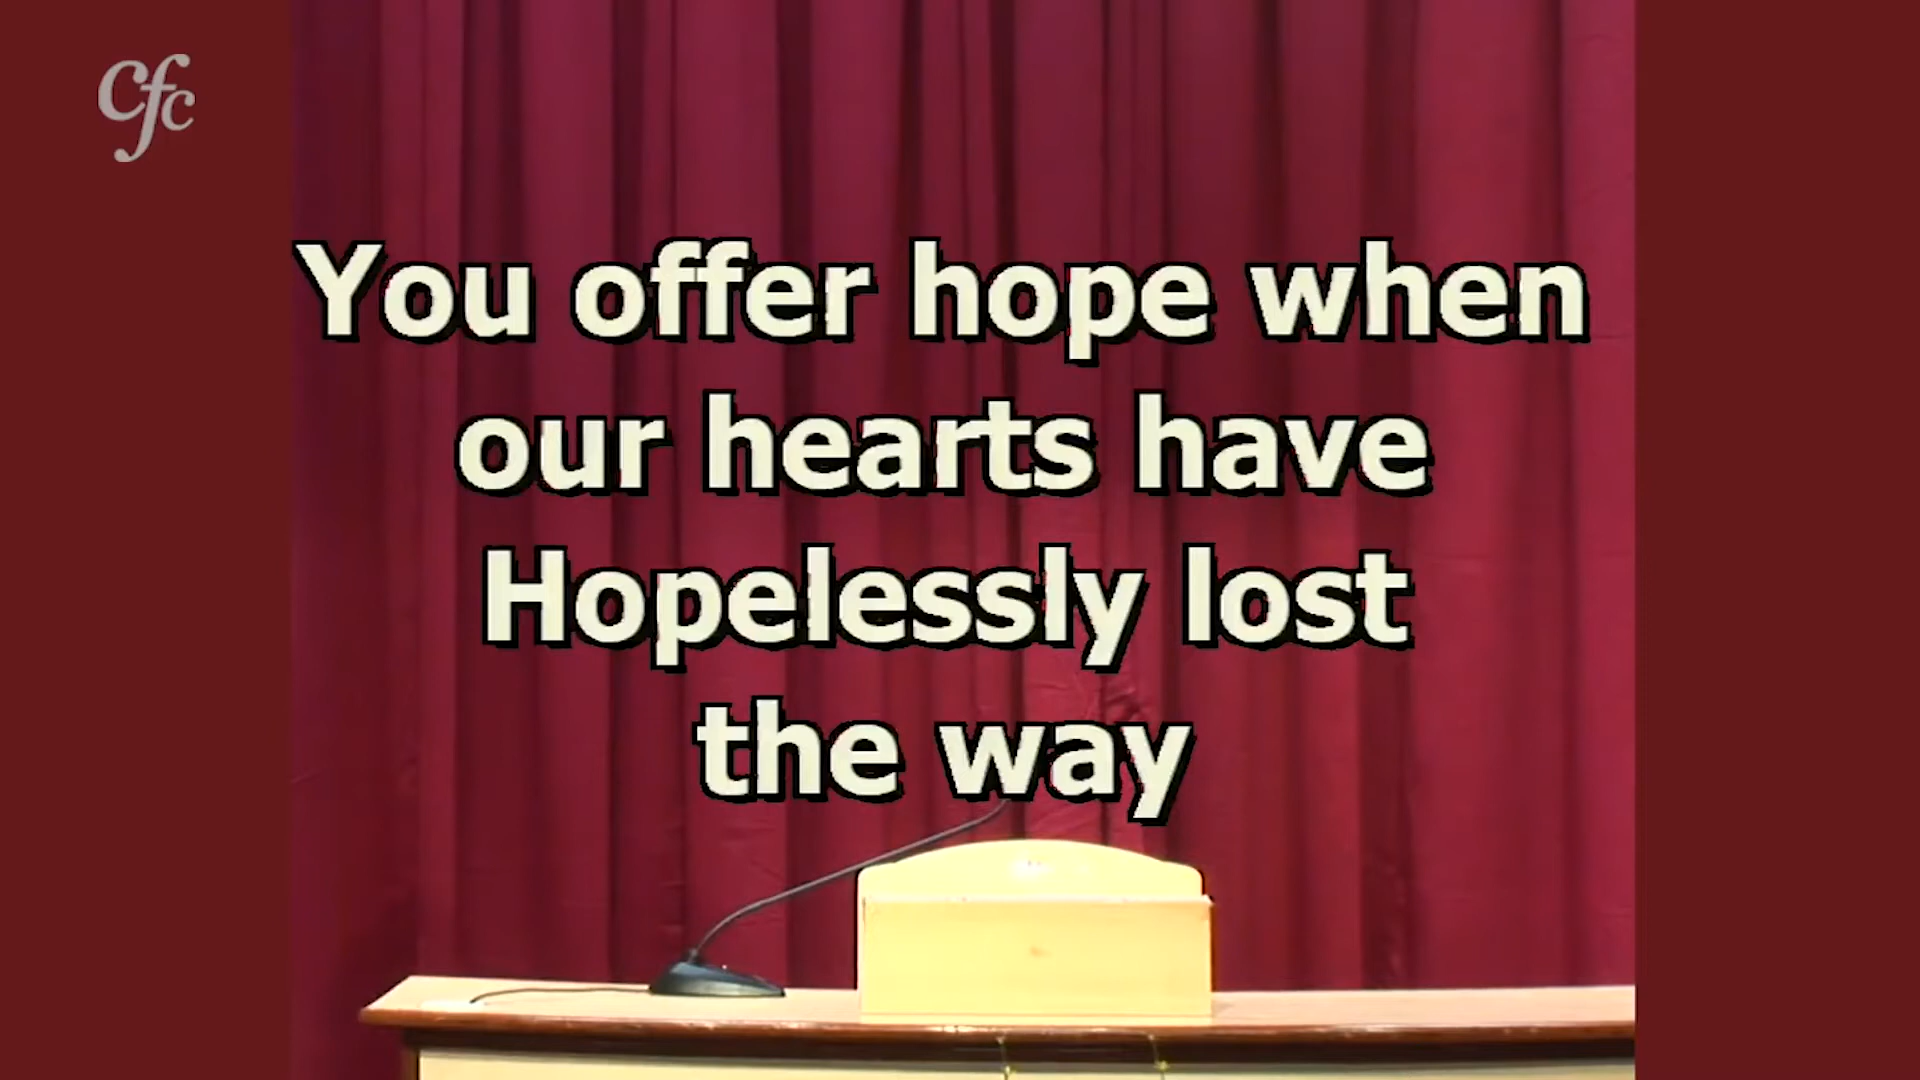 cfc
You offer hope when
our hearts have
Hopelessly lost
the way